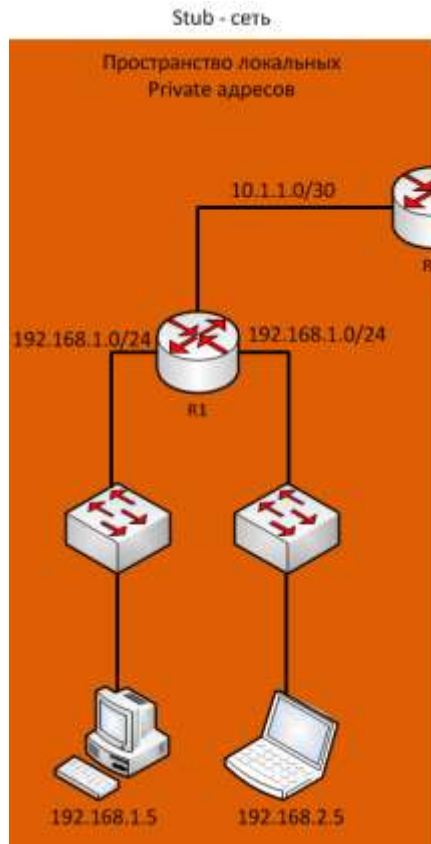 Stub - сеть
Пространство локальных
Private адресов
10.1.1.0/30
R
192.168.1.0/24
192.168.1.0/24
R1
192.168.1.5
192.168.2.5